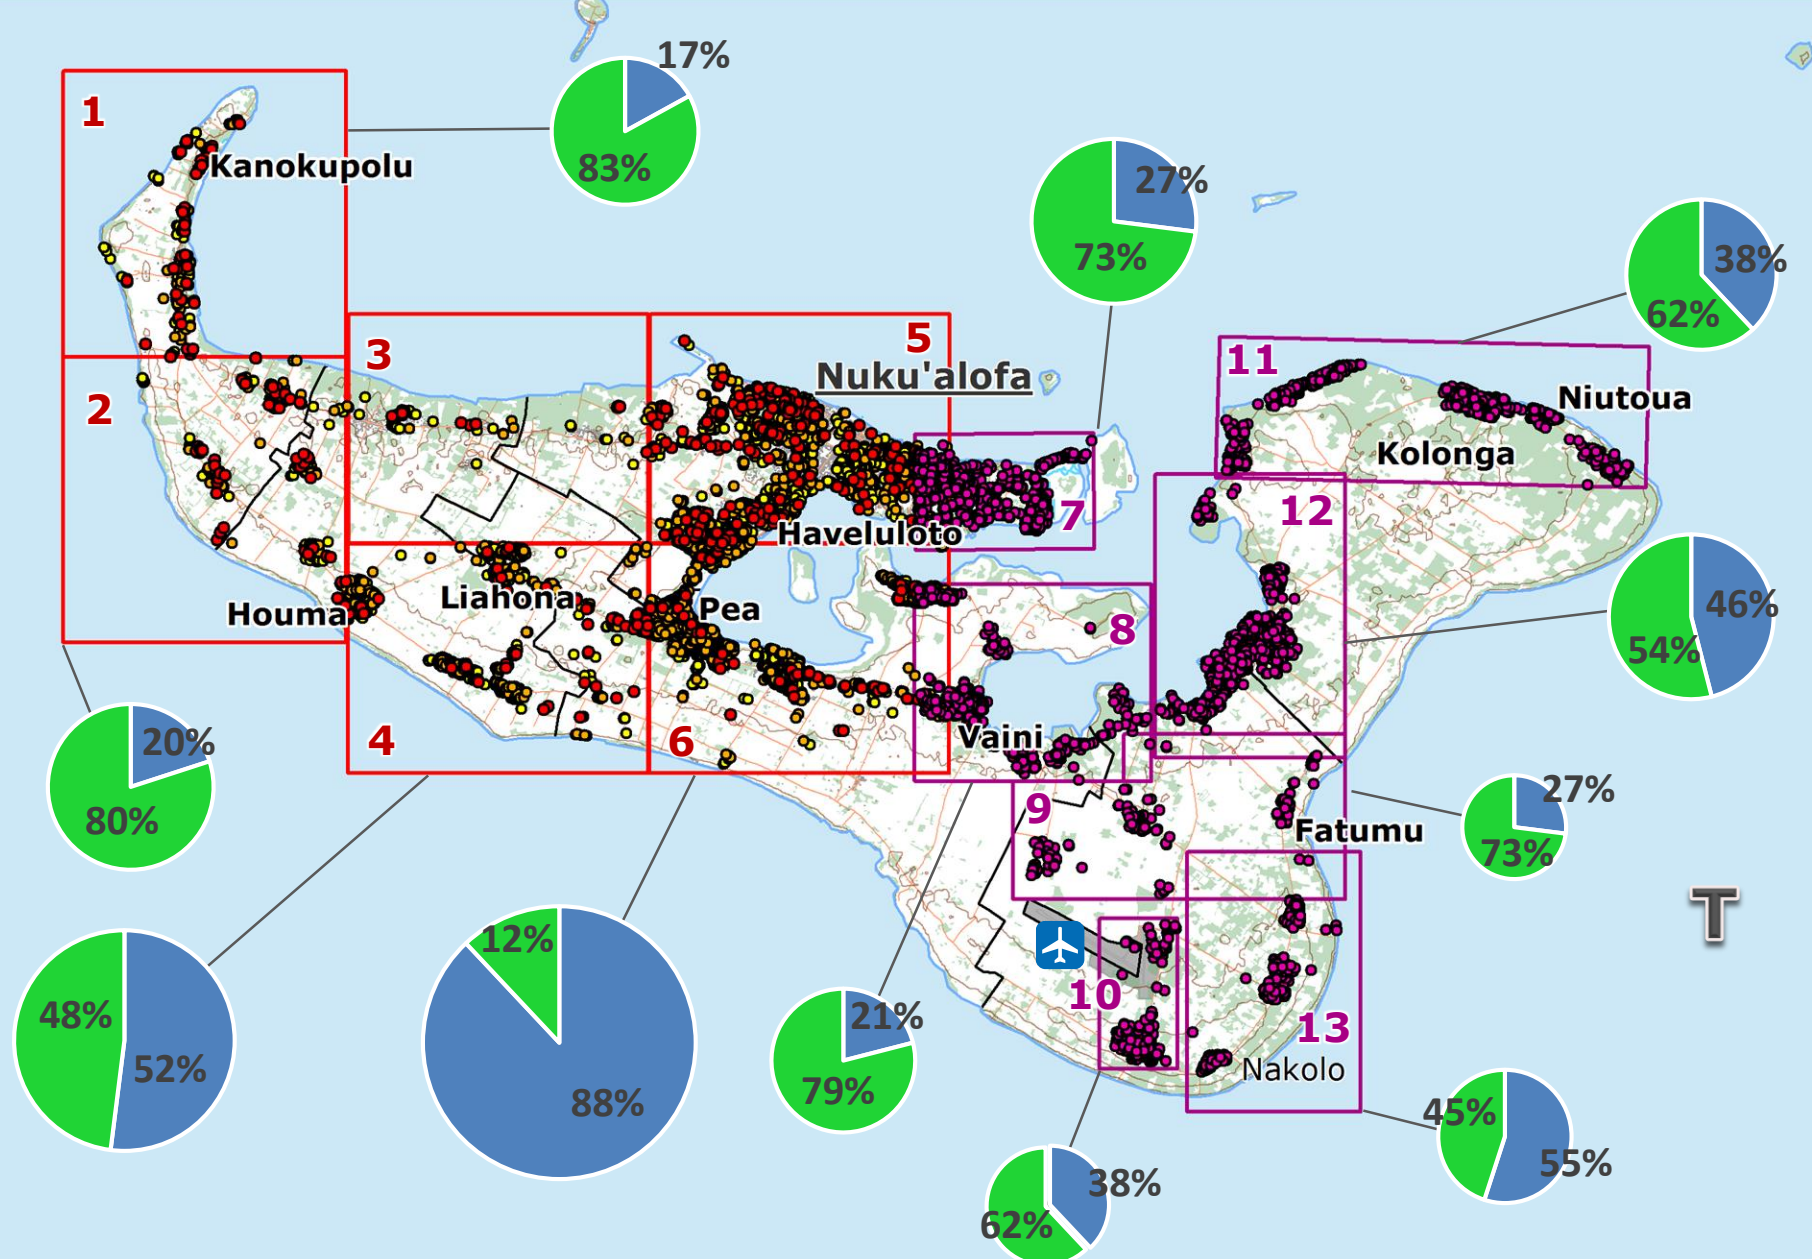 17%
1
27%
Kanokupolu
83%
38%
73%
62%
5
3
11
Nuku'alofa
Niutoua
2
Kolonga
12
7
Haveluloto
Liahona
Pea
46%
Houma
8
54%
Vaini
20%
4
6
27%
9
80%
Fatumu
73%
T
12%
10
48%
21%
13
52%
Nakolo
79%
88%
45%
55%
38%
62%